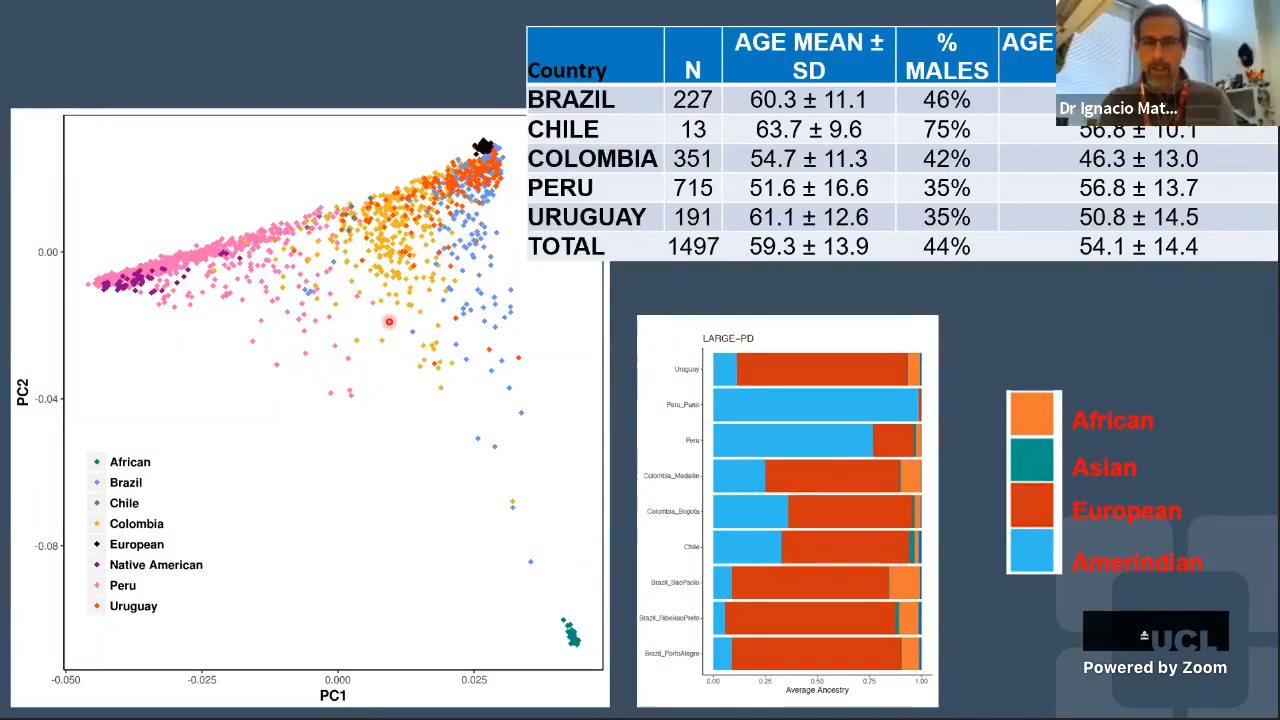 Country N AGE MEAN ± SD % MALES AGE
BRAZIL 227 60.3 ± 11.1 46%
CHILE 13 63.7 ± 9.6 75% 56.8 ± 10.1
COLOMBIA 351 54.7 ± 11.3 42% 46.3 ± 13.0
PERU 715 51.6 ± 16.6 35% 56.8 ± 13.7
URUGUAY 191 61.1 ± 12.6 35% 50.8 ± 14.5
TOTAL 1497 59.3 ± 13.9 44% 54.1 ± 14.4
Dr Ignacio Mat...
PC2
0.00
-0.04
-0.08
African
Brazil
Chile
Colombia
European
Native American
Peru
Uruguay
-0.050 -0.025 0.000 0.025
PC1
LARGE-PD
Uruguay
Peru_Puno
Peru
Colombia_Medellin
Colombia_Bogota
Chile
Brazil_SaoPaolo
Brazil_RibeiraoPreto
Brazil_PortoAlegre
0.00 0.25 0.50 0.75 1.00
Average Ancestry
African
Asian
European
Amerindian
UCL
Powered by Zoom